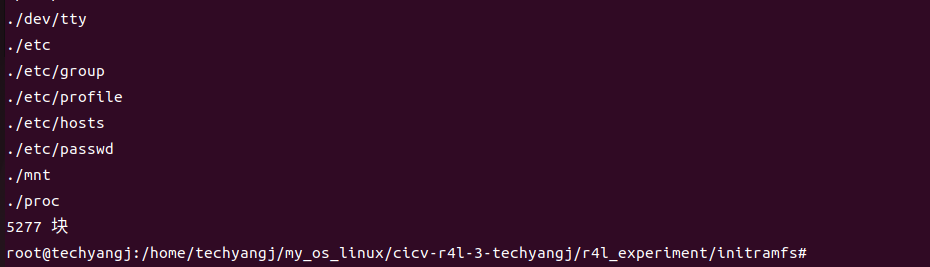 ./dev/tty
./etc
./etc/group
./etc/profile
./etc/hosts
./etc/passwd
./mnt
./proc
5277 块
root@techyangj:/home/techyangj/my_os_linux/cicv-r4l-3-techyangj/r4l_experiment/initramfs#